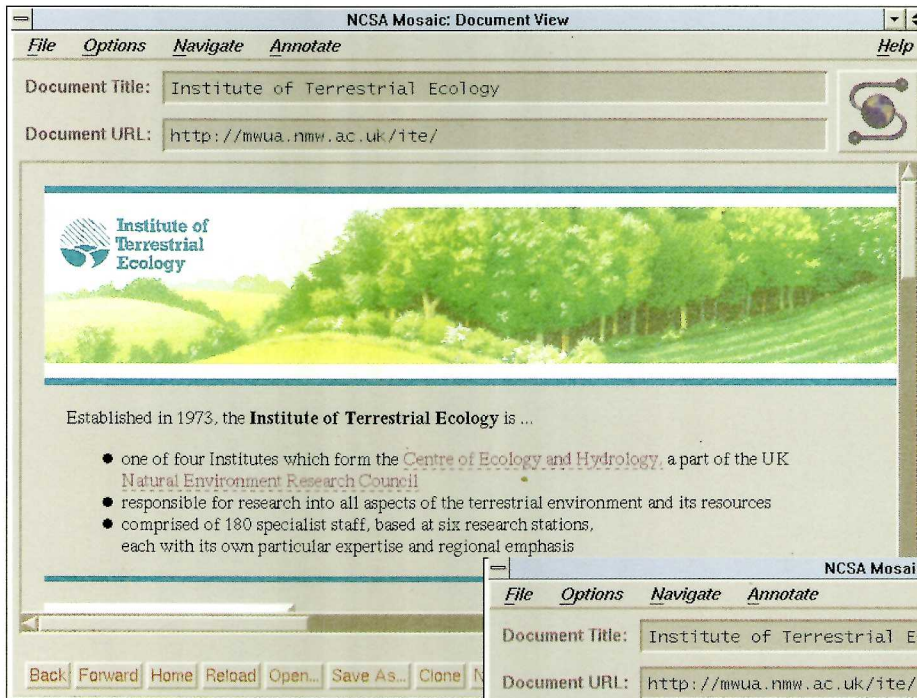 NCSA Mosaic: Document View
File Options Navigate Annotate Help
Document Title: Institute of Terrestrial Ecology
Document URL: http://mwua.nmw.ac.uk/ite/
Institute of
Terrestrial
Ecology
Established in 1973, the Institute of Terrestrial Ecology is ...
● one of four Institutes which form the Centre of Ecology and Hydrology, a part of the UK
Natural Environment Research Council
● responsible for research into all aspects of the terrestrial environment and its resources
● comprised of 180 specialist staff, based at six research stations,
each with its own particular expertise and regional emphasis
Back Forward Home Reload Open... Save As... Clone N
NCSA Mosai
File Options Navigate Annotate
Document Title: Institute of Terrestrial E
Document URL: http://mwua.nmw.ac.uk/ite/